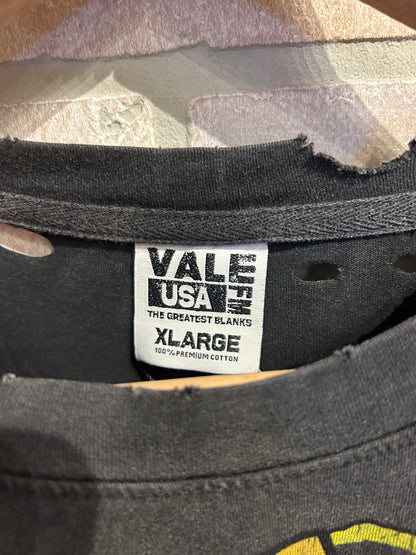 VALE
FM
USA
THE GREATEST BLANKS
XLARGE
100% PREMIUM COTTON